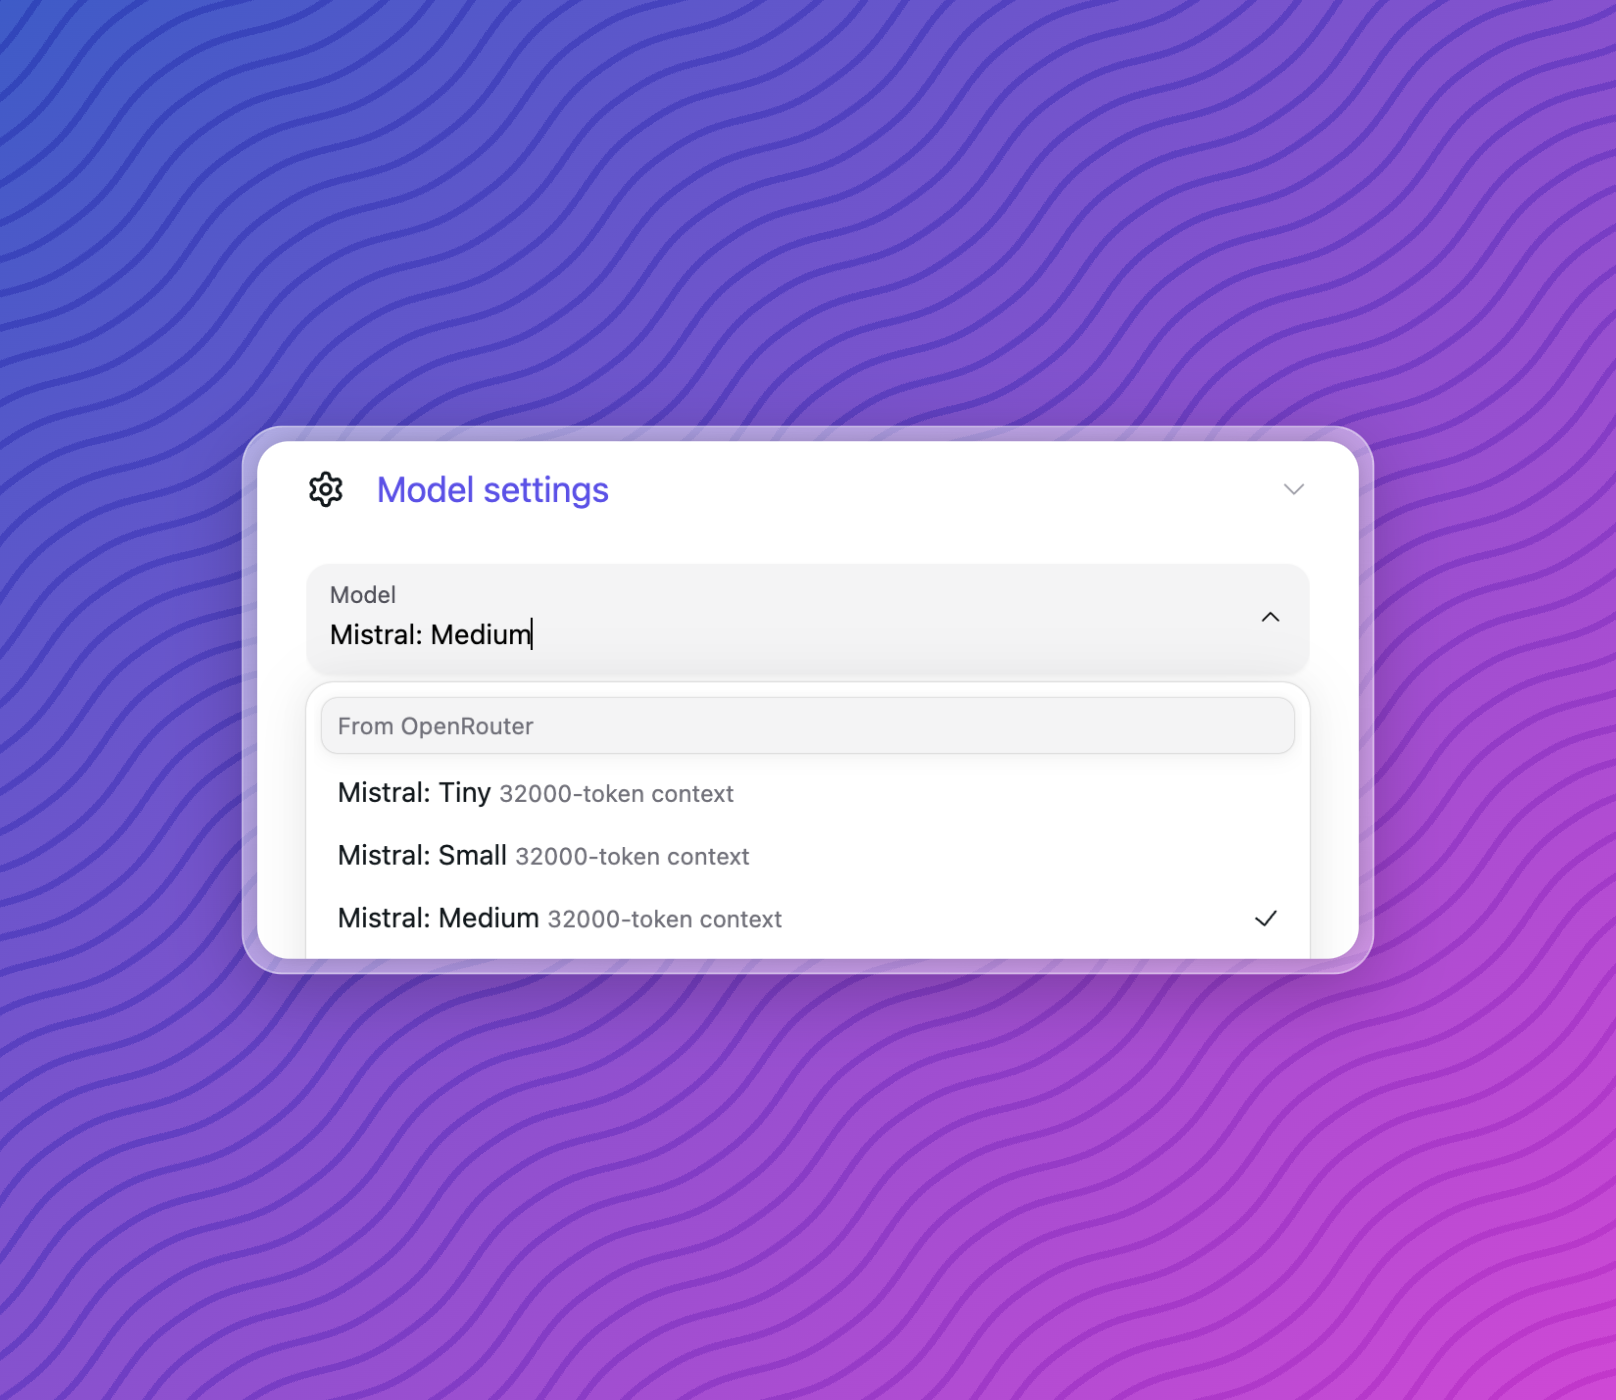 Model settings
Model
Mistral: Medium
From OpenRouter
Mistral: Tiny 32000-token context
Mistral: Small 32000-token context
Mistral: Medium 32000-token context